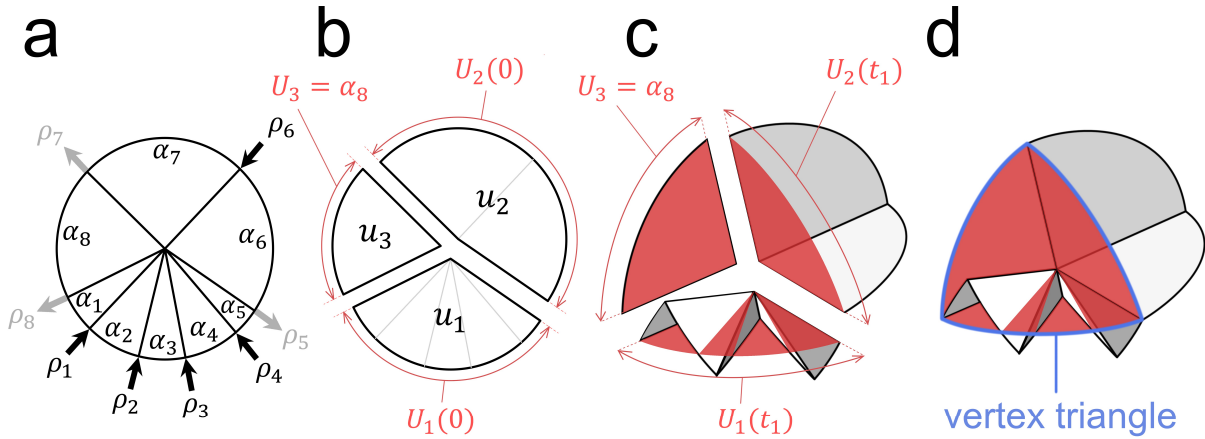 a
b
c
d
ρ₇
α₇
ρ₆
α₈
α₆
ρ₈
α₁
α₂
α₃
α₄
α₅
ρ₅
ρ₁
ρ₂
ρ₃
ρ₄
U₃ = α₈
U₂(0)
u₂
u₃
u₁
U₁(0)
U₃ = α₈
U₂(t₁)
U₁(t₁)
vertex triangle